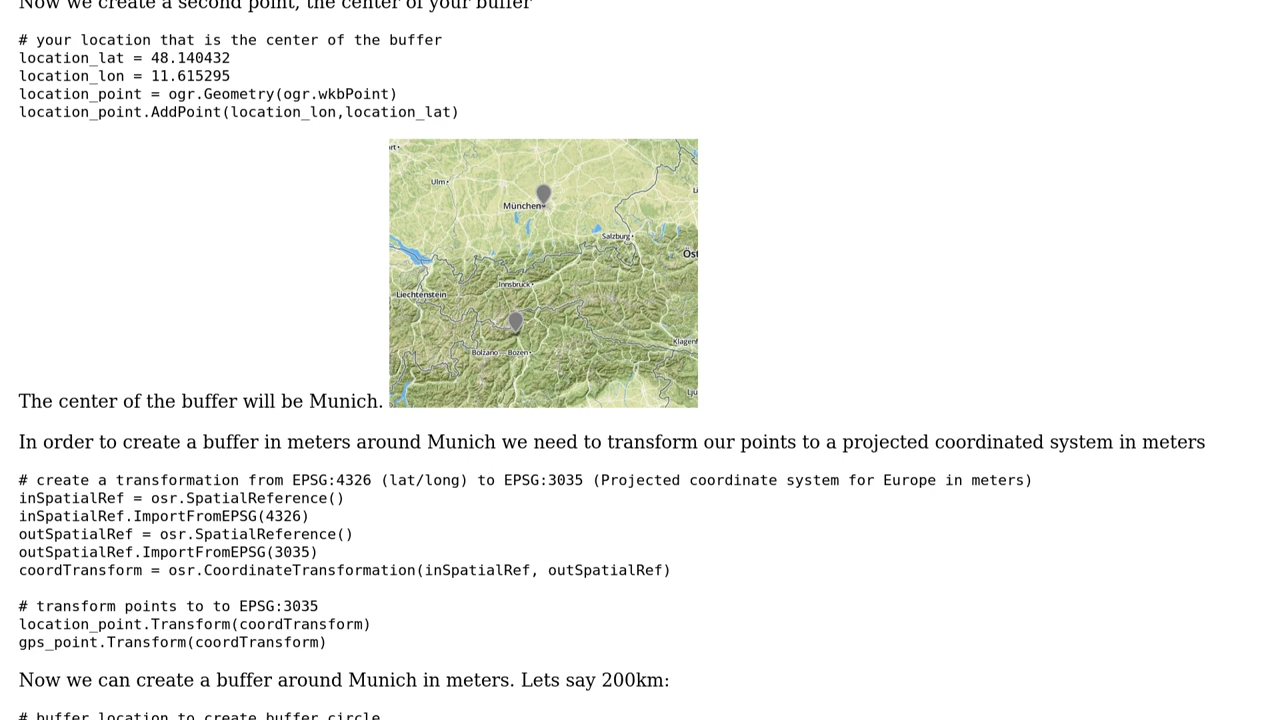 Now we create a second point, the center of your buffer
# your location that is the center of the buffer
location_lat = 48.140432
location_lon = 11.615295
location_point = ogr.Geometry(ogr.wkbPoint)
location_point.AddPoint(location_lon,location_lat)
Ulm
München
Salzburg
Öst
Innsbruck
Liechtenstein
Klagenf
Bolzano - Bozen
Lju
The center of the buffer will be Munich.
In order to create a buffer in meters around Munich we need to transform our points to a projected coordinated system in meters
# create a transformation from EPSG:4326 (lat/long) to EPSG:3035 (Projected coordinate system for Europe in meters)
inSpatialRef = osr.SpatialReference()
inSpatialRef.ImportFromEPSG(4326)
outSpatialRef = osr.SpatialReference()
outSpatialRef.ImportFromEPSG(3035)
coordTransform = osr.CoordinateTransformation(inSpatialRef, outSpatialRef)
# transform points to to EPSG:3035
location_point.Transform(coordTransform)
gps_point.Transform(coordTransform)
Now we can create a buffer around Munich in meters. Lets say 200km:
# buffer location to create buffer circle